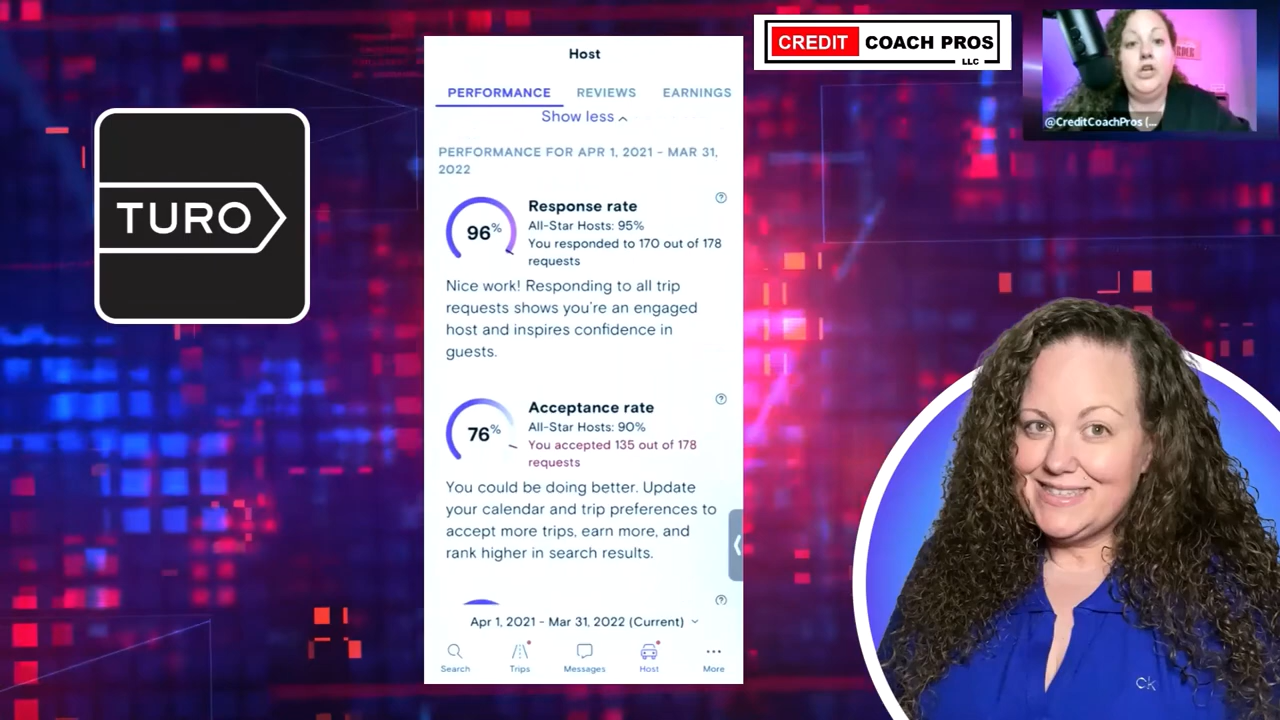 TURO
CREDIT COACH PROS
LLC
@CreditCoachPros (...
Host
PERFORMANCE REVIEWS EARNINGS
Show less
PERFORMANCE FOR APR 1, 2021 - MAR 31,
2022
96%
Response rate
All-Star Hosts: 95%
You responded to 170 out of 178
requests
Nice work! Responding to all trip
requests shows you're an engaged
host and inspires confidence in
guests.
76%
Acceptance rate
All-Star Hosts: 90%
You accepted 135 out of 178
requests
You could be doing better. Update
your calendar and trip preferences to
accept more trips, earn more, and
rank higher in search results.
Apr 1, 2021 - Mar 31, 2022 (Current)
Search Trips Messages Host More
ck